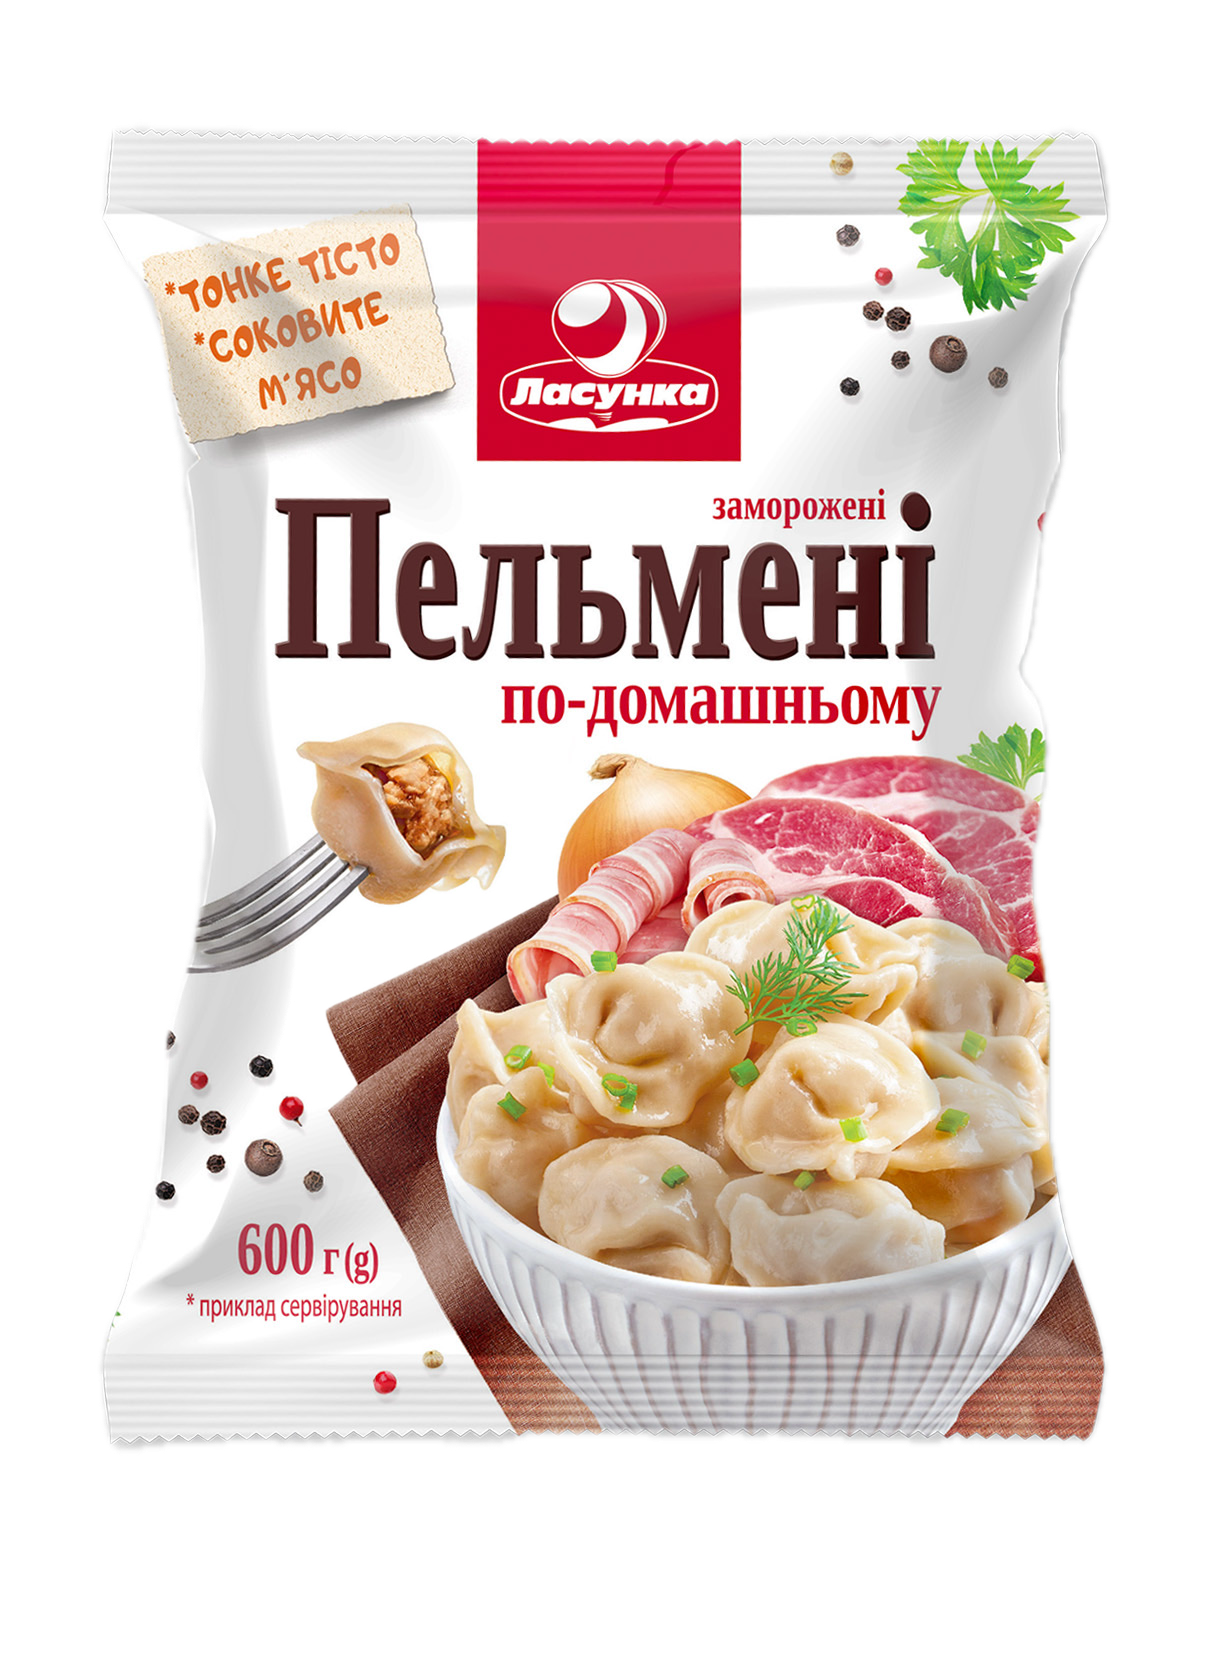 *ТОНКЕ ТІСТО
*СОКОВИТЕ
М'ЯСО
Ласунка
заморожені
Пельмені
по-домашньому
600 г (g)
* приклад сервірування